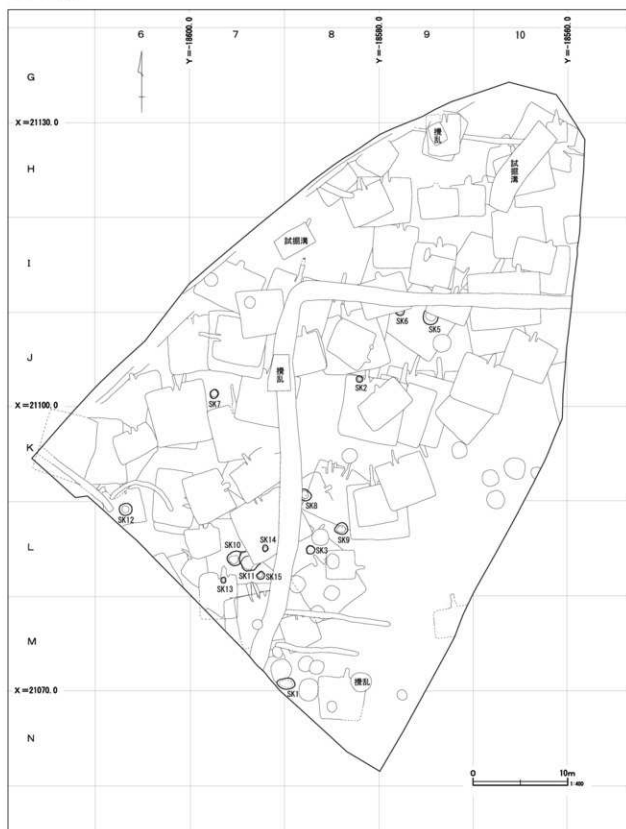 6
Y=-18600.0
7
8
Y=-18580.0
9
10
Y=-18560.0
G
X=21130.0
H
攪乱
試掘溝
試掘溝
I
SK6
SK5
J
攪乱
SK2
SK7
X=21100.0
K
SK8
SK12
SK9
L
SK10
SK14
SK3
SK11
SK15
SK13
M
SK1
攪乱
X=21070.0
N
0
10m
1:400